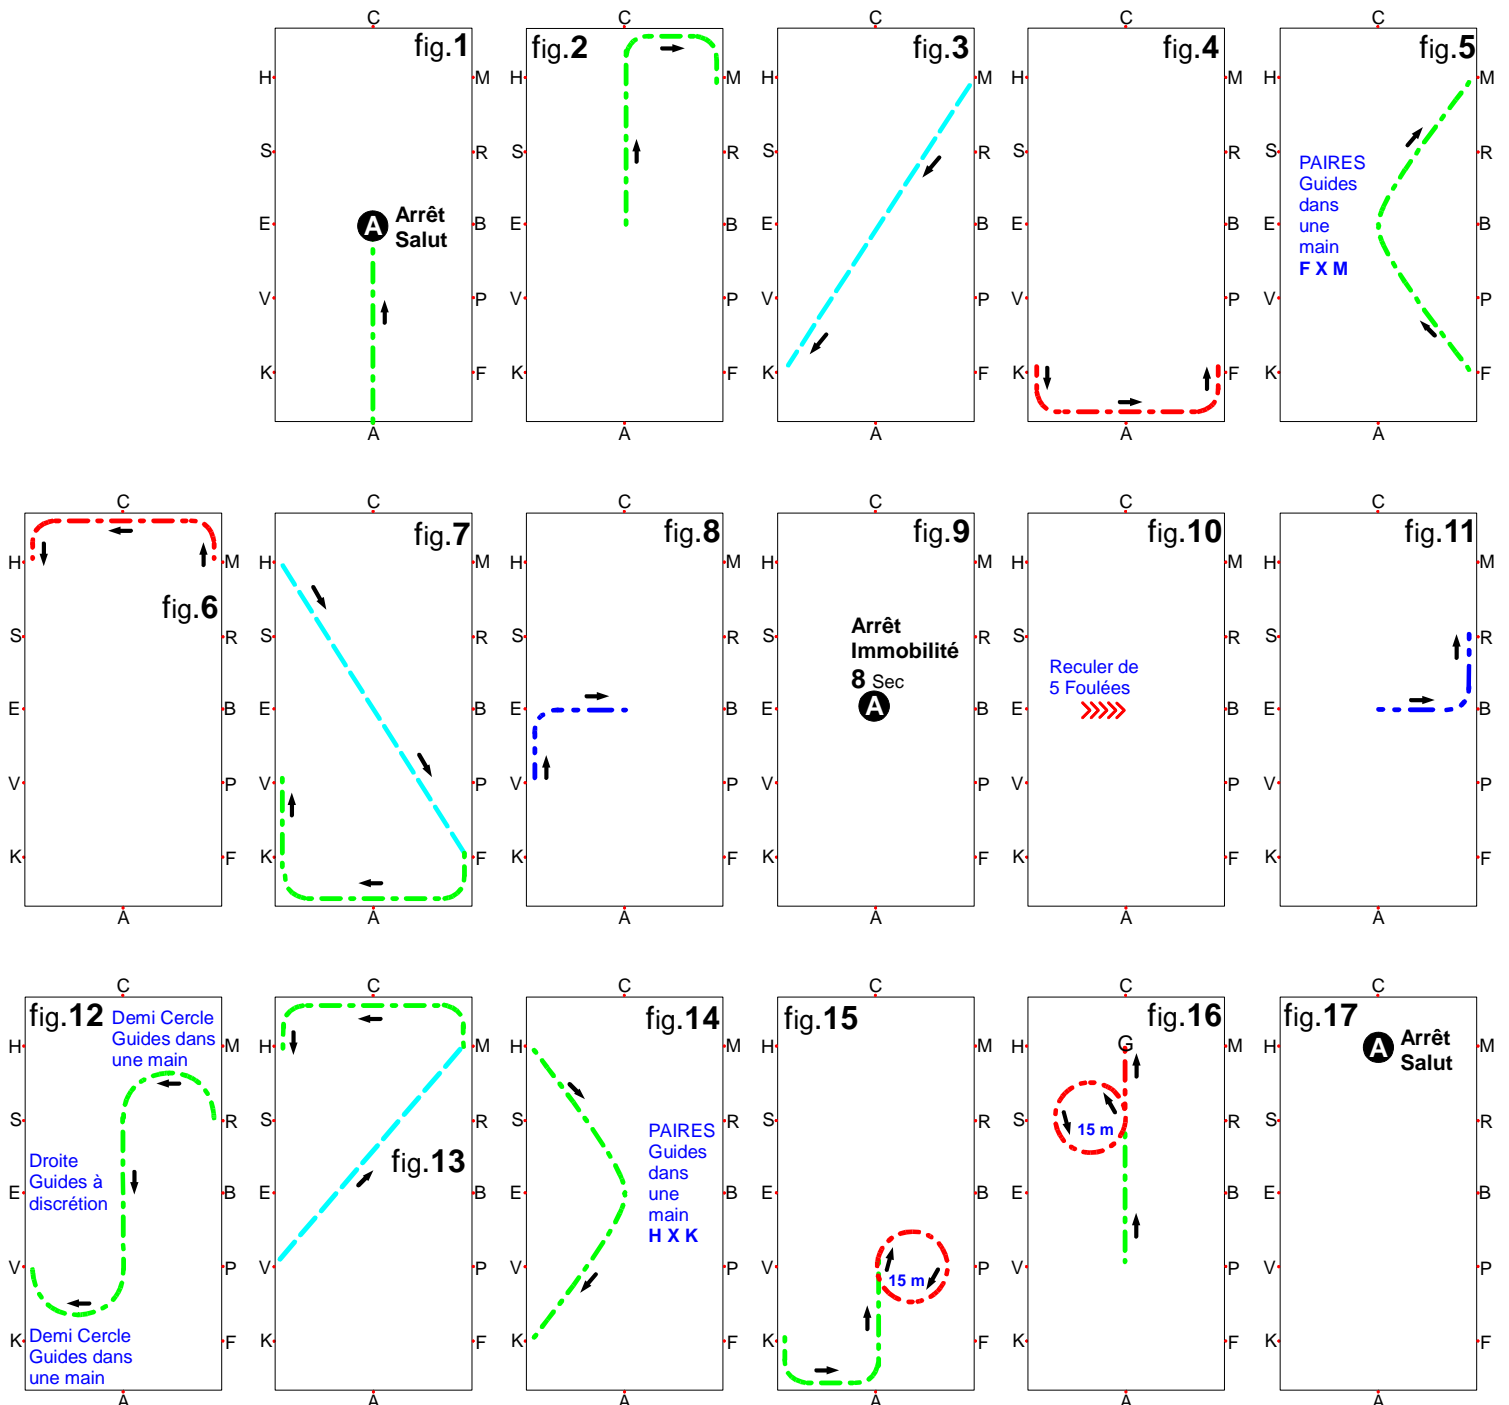 C
fig.1
H
M
S
R
E
A
Arrêt
Salut
B
V
P
K
F
A
C
fig.2
H
M
S
R
E
B
V
P
K
F
A
C
fig.3
H
M
S
R
E
B
V
P
K
F
A
C
fig.4
H
M
S
R
E
B
V
P
K
F
A
C
fig.5
H
M
S
R
PAIRES
Guides
dans
une
main
F X M
E
B
V
P
K
F
A
C
H
M
fig.6
S
R
E
B
V
P
K
F
A
C
fig.7
H
M
S
R
E
B
V
P
K
F
A
C
fig.8
H
M
S
R
E
B
V
P
K
F
A
C
fig.9
H
M
S
R
Arrêt
Immobilité
8 Sec
A
E
B
V
P
K
F
A
C
fig.10
H
M
S
R
Reculer de
5 Foulées
E
B
V
P
K
F
A
C
fig.11
H
M
S
R
E
B
V
P
K
F
A
C
fig.12
Demi Cercle
Guides dans
une main
H
M
S
R
Droite
Guides à
discrétion
E
B
V
P
K
F
Demi Cercle
Guides dans
une main
A
C
H
M
S
R
fig.13
E
B
V
P
K
F
A
C
fig.14
H
M
S
R
PAIRES
Guides
dans
une
main
H X K
E
B
V
P
K
F
A
C
fig.15
H
M
S
R
E
B
V
P
15 m
K
F
A
C
fig.16
G
H
M
S
R
15 m
E
B
V
P
K
F
A
C
fig.17
A
Arrêt
Salut
H
M
S
R
E
B
V
P
K
F
A